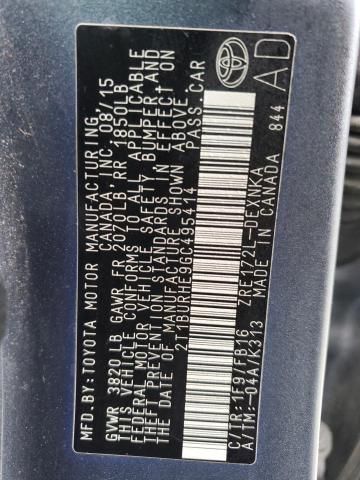 MFD.BY:TOYOTA MOTOR MANUFACTURING,
CANADA, INC. 08/15
GVWR 3820LB GAWR FR 2070LB,RR 1850LB
THIS VEHICLE CONFORMS TO ALL APPLICABLE
FEDERAL MOTOR VEHICLE SAFETY, BUMPER AND
THEFT PREVENTION STANDARDS IN EFFECT ON
THE DATE OF MANUFACTURE SHOWN ABOVE.
2T1BURHE9GC495414 PASS.CAR
C/TR:1F9/FB16 ZRE172L-DEXNKA
A/TM:-04A/K313 MADE IN CANADA 844
TOYOTA
AD